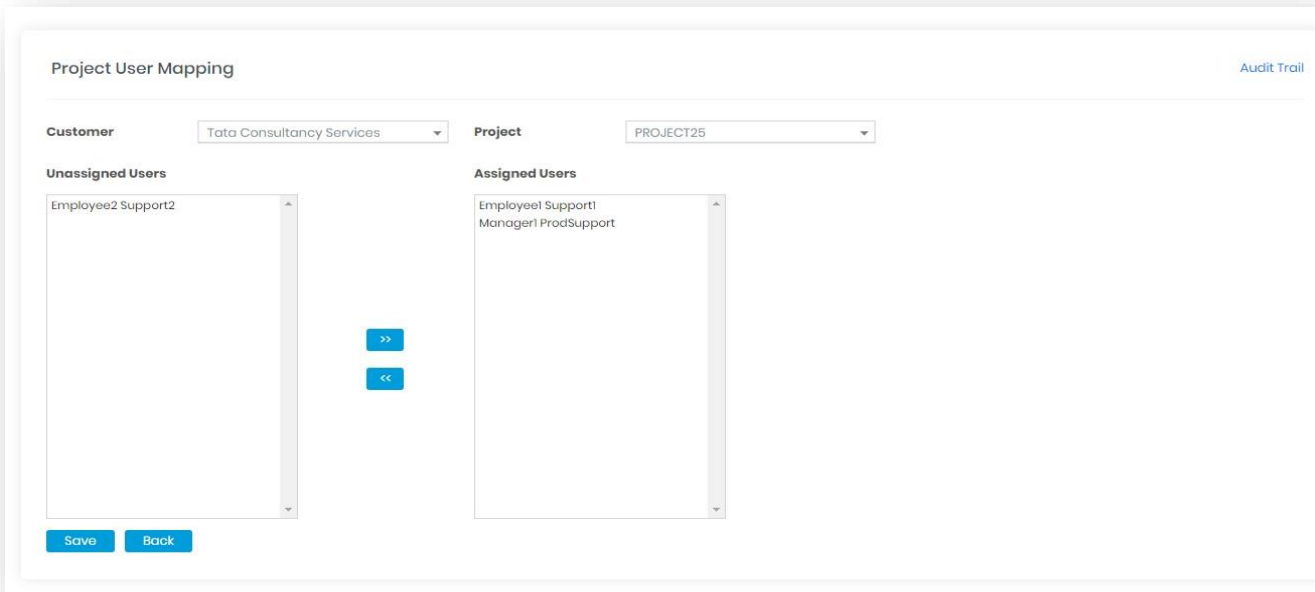 Project User Mapping
Audit Trail
Customer
Tata Consultancy Services
Project
PROJECT25
Unassigned Users
Assigned Users
Employee2 Support2
Employee1 Support1
Manager1 ProdSupport
>>
<<
Save
Back